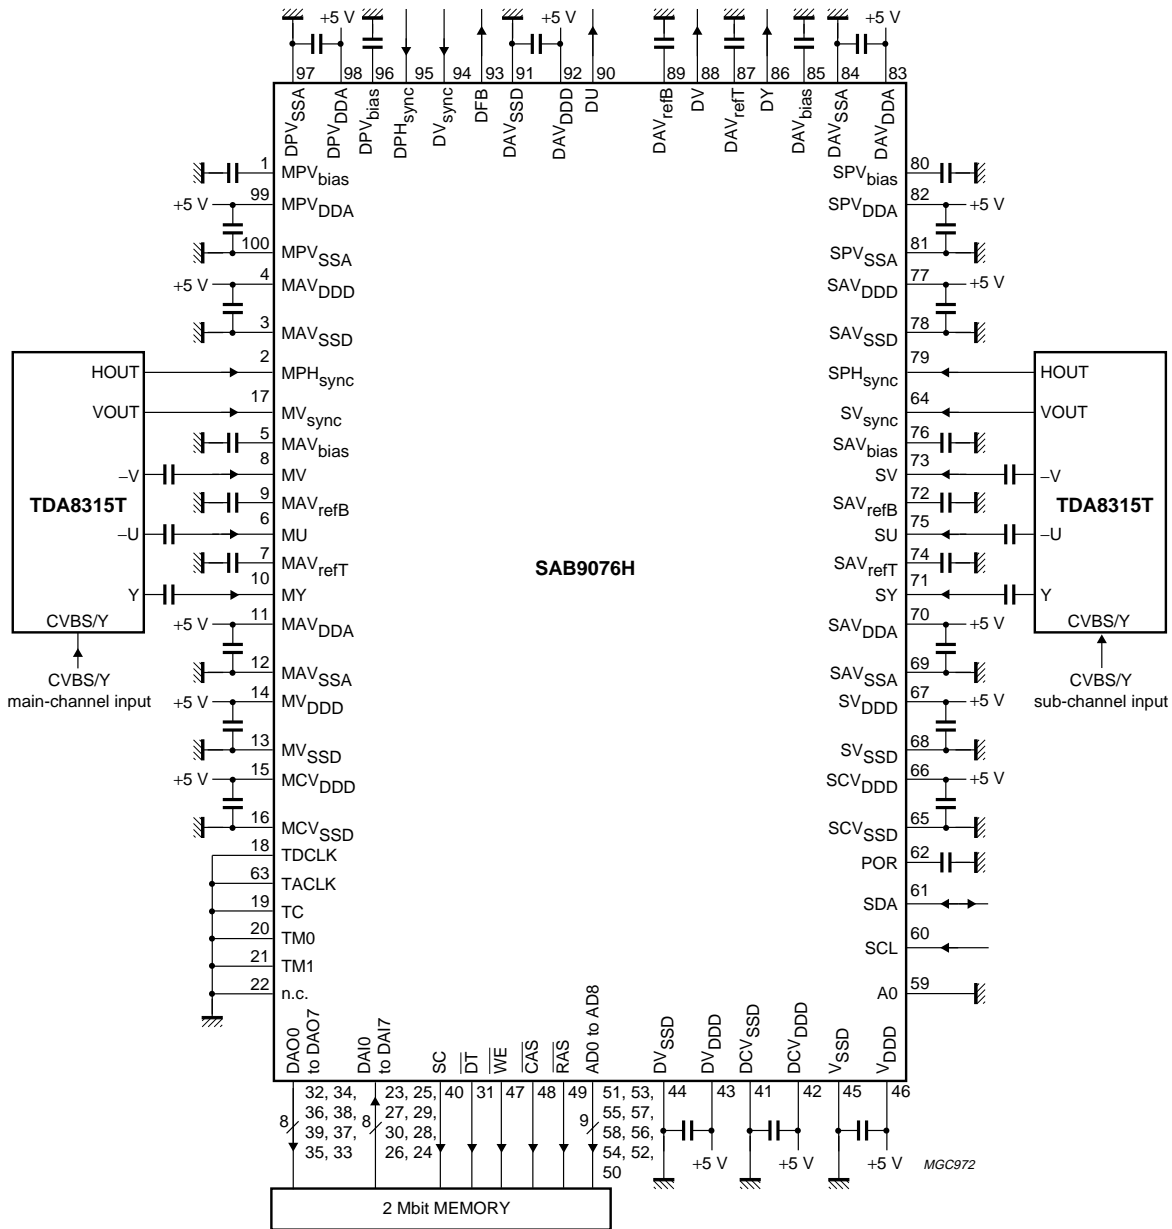 +5 V +5 V +5 V
97 98 96 95 94 93 91 92 90 89 88 87 86 85 84 83
DPVSSA DPVDDA DPVbias DPHsync DVsync DFB DAVSSD DAVDDD DU DAVrefB DV DAVrefT DY DAVbias DAVSSA DAVDDA
1 MPVbias SPVbias 80
+5 V 99 MPVDDA SPVDDA 82 +5 V
100 MPVSSA SPVSSA 81
+5 V 4 MAVDDD SAVDDD 77 +5 V
3 MAVSSD SAVSSD 78
HOUT 2 MPHsync SPHsync 79 HOUT
VOUT 17 MVsync SVsync 64 VOUT
5 MAVbias SAVbias 76
–V 8 MV SV 73 –V
TDA8315T 9 MAVrefB SAVrefB 72 TDA8315T
–U 6 MU SU 75 –U
7 MAVrefT SAB9076H SAVrefT 74
Y 10 MY SY 71 Y
CVBS/Y +5 V 11 MAVDDA SAVDDA 70 +5 V CVBS/Y
12 MAVSSA SAVSSA 69
CVBS/Y CVBS/Y
main-channel input sub-channel input
+5 V 14 MVDDD SVDDD 67 +5 V
13 MVSSD SVSSD 68
+5 V 15 MCVDDD SCVDDD 66 +5 V
16 MCVSSD SCVSSD 65
18 TDCLK POR 62
63 TACLK
19 TC SDA 61
20 TM0 SCL 60
21 TM1
22 n.c. A0 59
DAO0 to DAO7 DAI0 to DAI7 SC DT WE CAS RAS AD0 to AD8 DVSSD DVDDD DCVSSD DCVDDD VSSD VDDD
32, 34, 36, 38, 39, 37, 35, 33
23, 25, 27, 29, 30, 28, 26, 24
40 31 47 48 49
51, 53, 55, 57, 58, 56, 54, 52, 50
44 43 41 42 45 46
8 8 9
+5 V +5 V +5 V MGC972
2 Mbit MEMORY